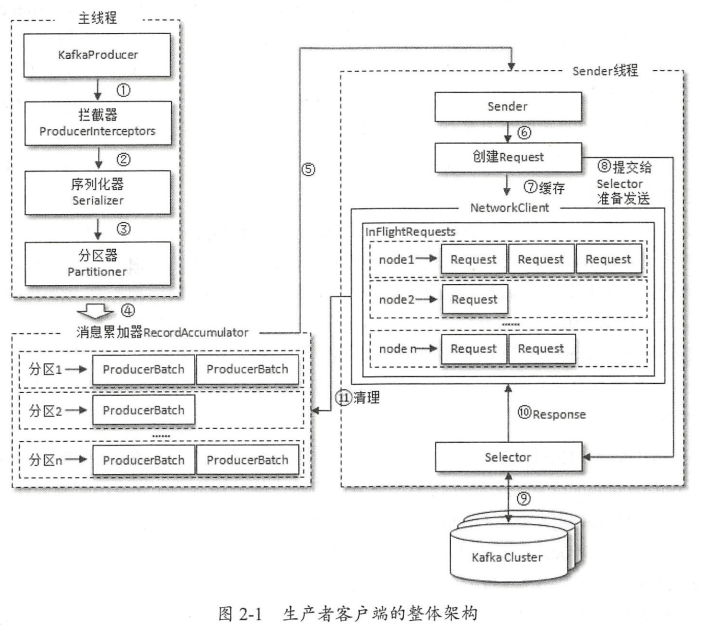 主线程
KafkaProducer
①
拦截器
ProducerInterceptors
②
序列化器
Serializer
③
分区器
Partitioner
④
消息累加器RecordAccumulator
分区1
ProducerBatch
ProducerBatch
分区2
ProducerBatch
......
分区n
ProducerBatch
ProducerBatch
⑤
Sender线程
Sender
⑥
创建Request
⑦缓存
⑧提交给
Selector
准备发送
NetworkClient
InFlightRequests
node1
Request
Request
Request
node2
Request
......
node n
Request
Request
⑪清理
⑩Response
Selector
⑨
Kafka Cluster
图 2-1 生产者客户端的整体架构